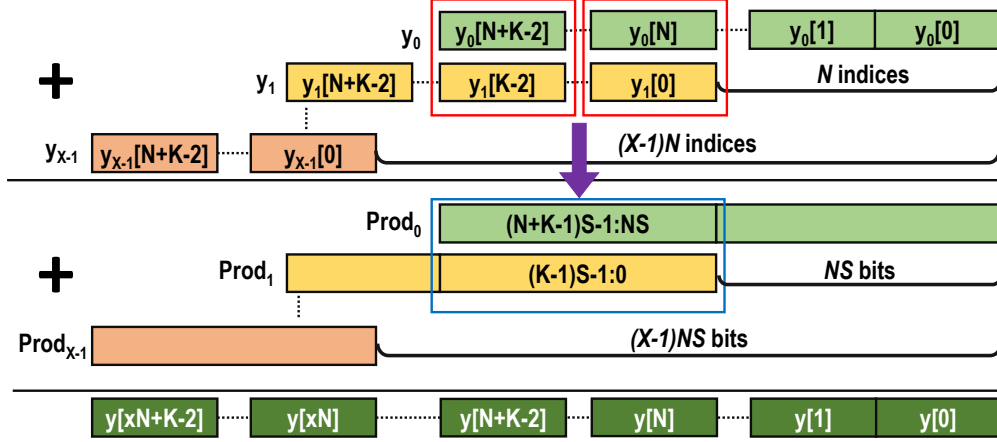 y0 y0[N+K-2] y0[N] y0[1] y0[0]
+ y1 y1[N+K-2] y1[K-2] y1[0] N indices
yX-1 yX-1[N+K-2] yX-1[0] (X-1)N indices
Prod0 (N+K-1)S-1:NS
+ Prod1 (K-1)S-1:0 NS bits
ProdX-1 (X-1)NS bits
y[xN+K-2] y[xN] y[N+K-2] y[N] y[1] y[0]